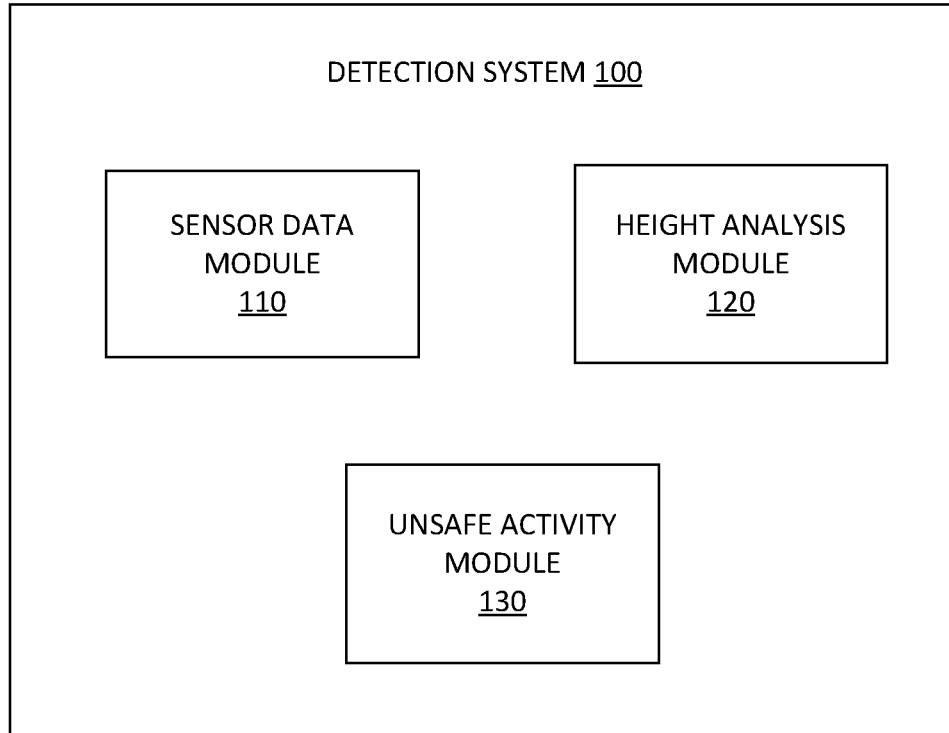 DETECTION SYSTEM 100
SENSOR DATA
MODULE
110
HEIGHT ANALYSIS
MODULE
120
UNSAFE ACTIVITY
MODULE
130